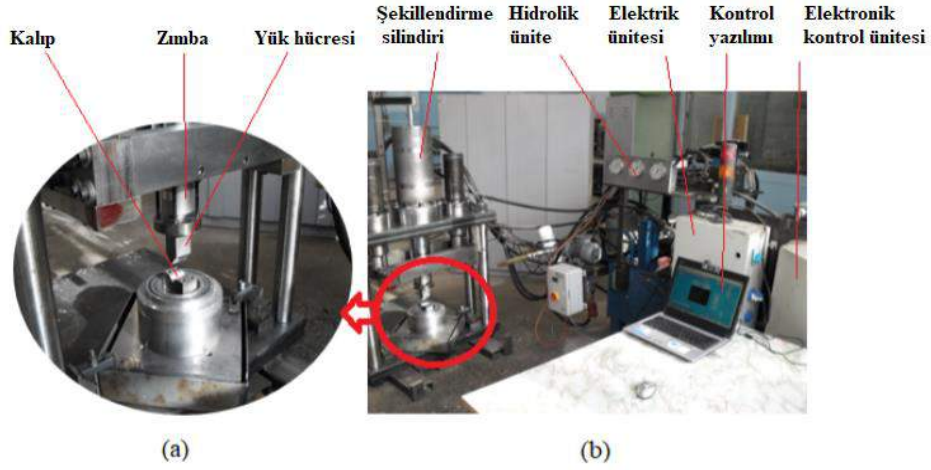 Kalıp
Zımba
Yük hücresi
Şekillendirme
silindiri
Hidrolik
ünite
Elektrik
ünitesi
Kontrol
yazılımı
Elektronik
kontrol ünitesi
(a)
(b)